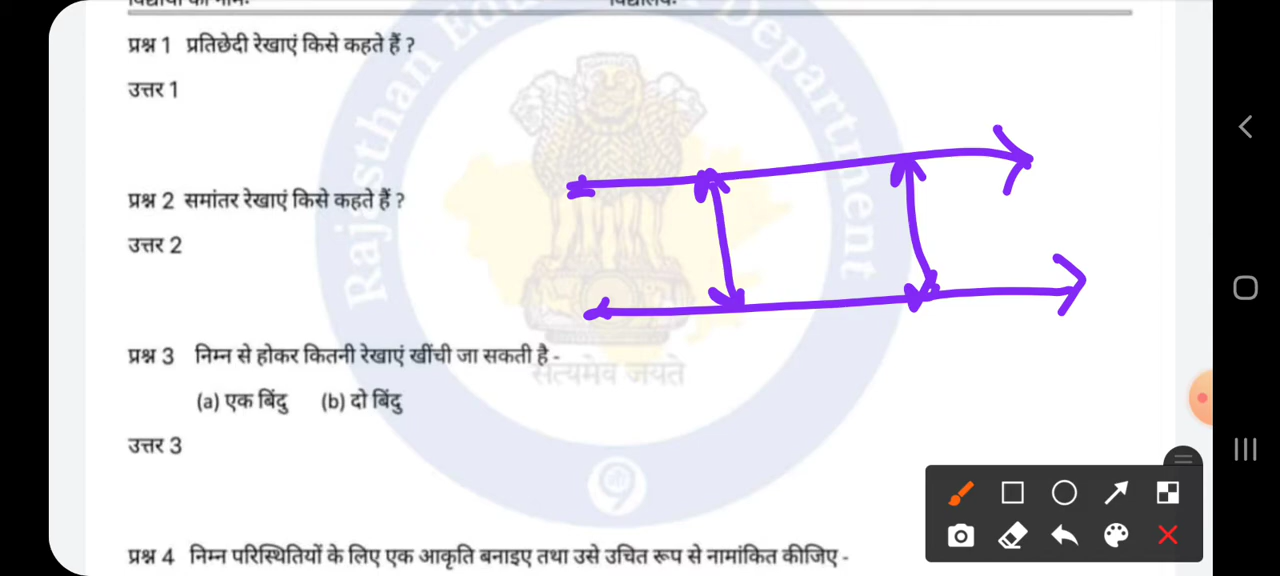 विद्यार्थी का नामः विद्यालयः
प्रश्न 1 प्रतिछेदी रेखाएं किसे कहते हैं ?
उत्तर 1
प्रश्न 2 समांतर रेखाएं किसे कहते हैं ?
उत्तर 2
प्रश्न 3 निम्न से होकर कितनी रेखाएं खींची जा सकती है -
(a) एक बिंदु (b) दो बिंदु
उत्तर 3
प्रश्न 4 निम्न परिस्थितियों के लिए एक आकृति बनाइए तथा उसे उचित रूप से नामांकित कीजिए -
Rajasthan Edu Department
सत्यमेव जयते